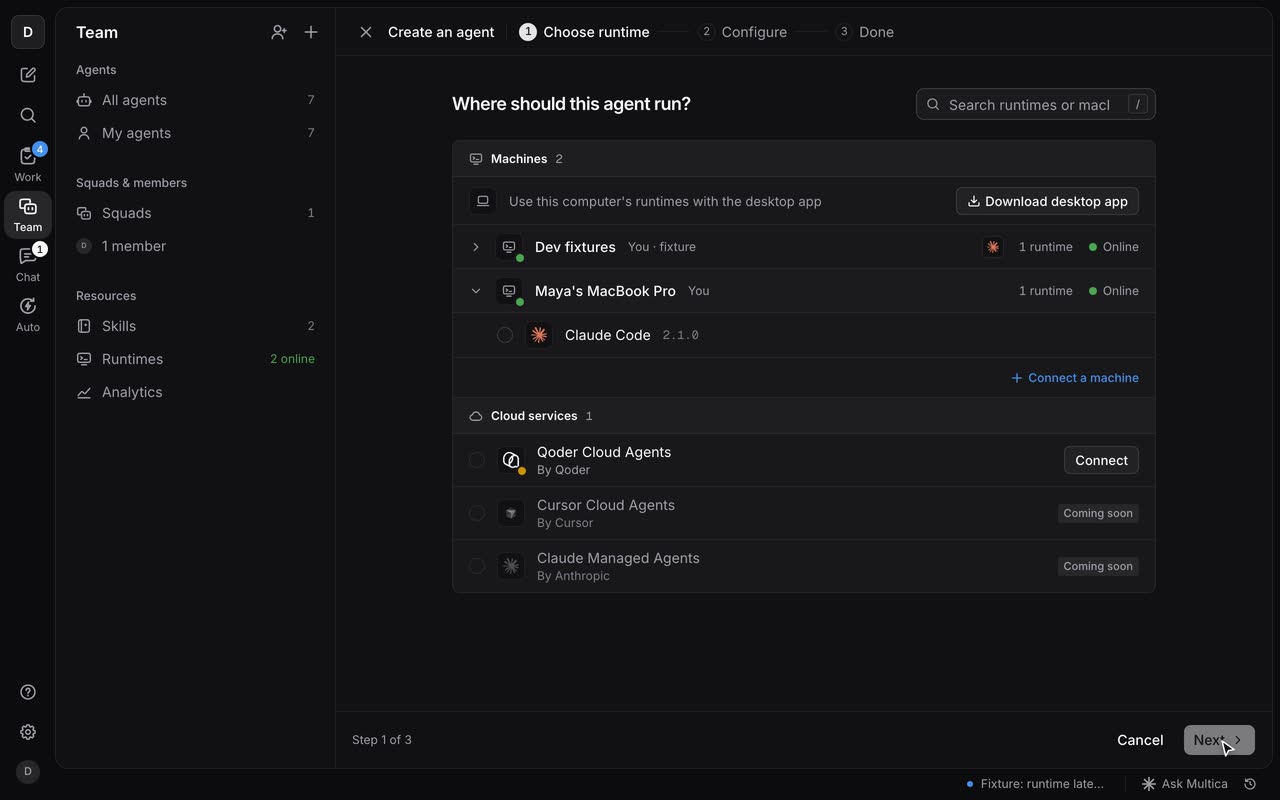 D
Team
Create an agent
1
Choose runtime
2
Configure
3
Done
Agents
All agents
7
My agents
7
Squads & members
Squads
1
D
1 member
Resources
Skills
2
Runtimes
2 online
Analytics
4
Work
Team
1
Chat
Auto
D
Where should this agent run?
Search runtimes or macl
/
Machines 2
Use this computer's runtimes with the desktop app
Download desktop app
Dev fixtures You · fixture
1 runtime
Online
Maya's MacBook Pro You
1 runtime
Online
Claude Code 2.1.0
+ Connect a machine
Cloud services 1
Qoder Cloud Agents
By Qoder
Connect
Cursor Cloud Agents
By Cursor
Coming soon
Claude Managed Agents
By Anthropic
Coming soon
Step 1 of 3
Cancel
Next
Fixture: runtime late...
Ask Multica